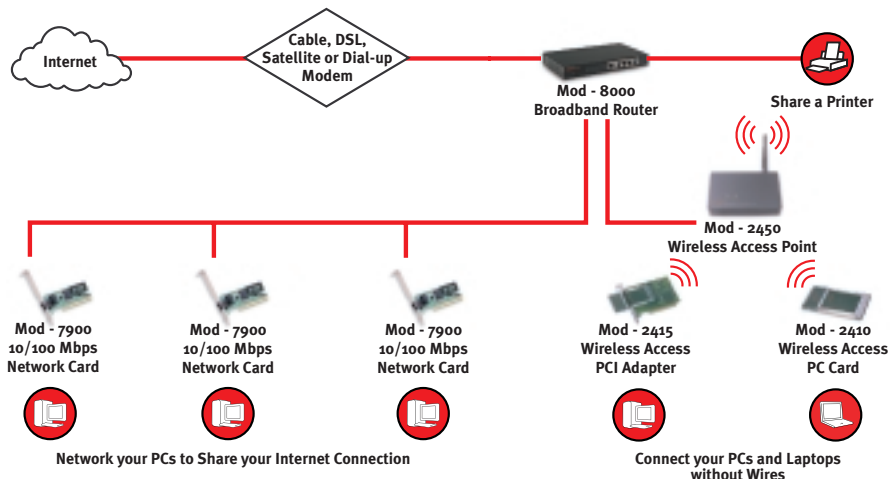 Internet
Cable, DSL,
Satellite or Dial-up
Modem
Mod - 8000
Broadband Router
Share a Printer
Mod - 2450
Wireless Access Point
Mod - 7900
10/100 Mbps
Network Card
Mod - 7900
10/100 Mbps
Network Card
Mod - 7900
10/100 Mbps
Network Card
Mod - 2415
Wireless Access
PCI Adapter
Mod - 2410
Wireless Access
PC Card
Network your PCs to Share your Internet Connection
Connect your PCs and Laptops
without Wires